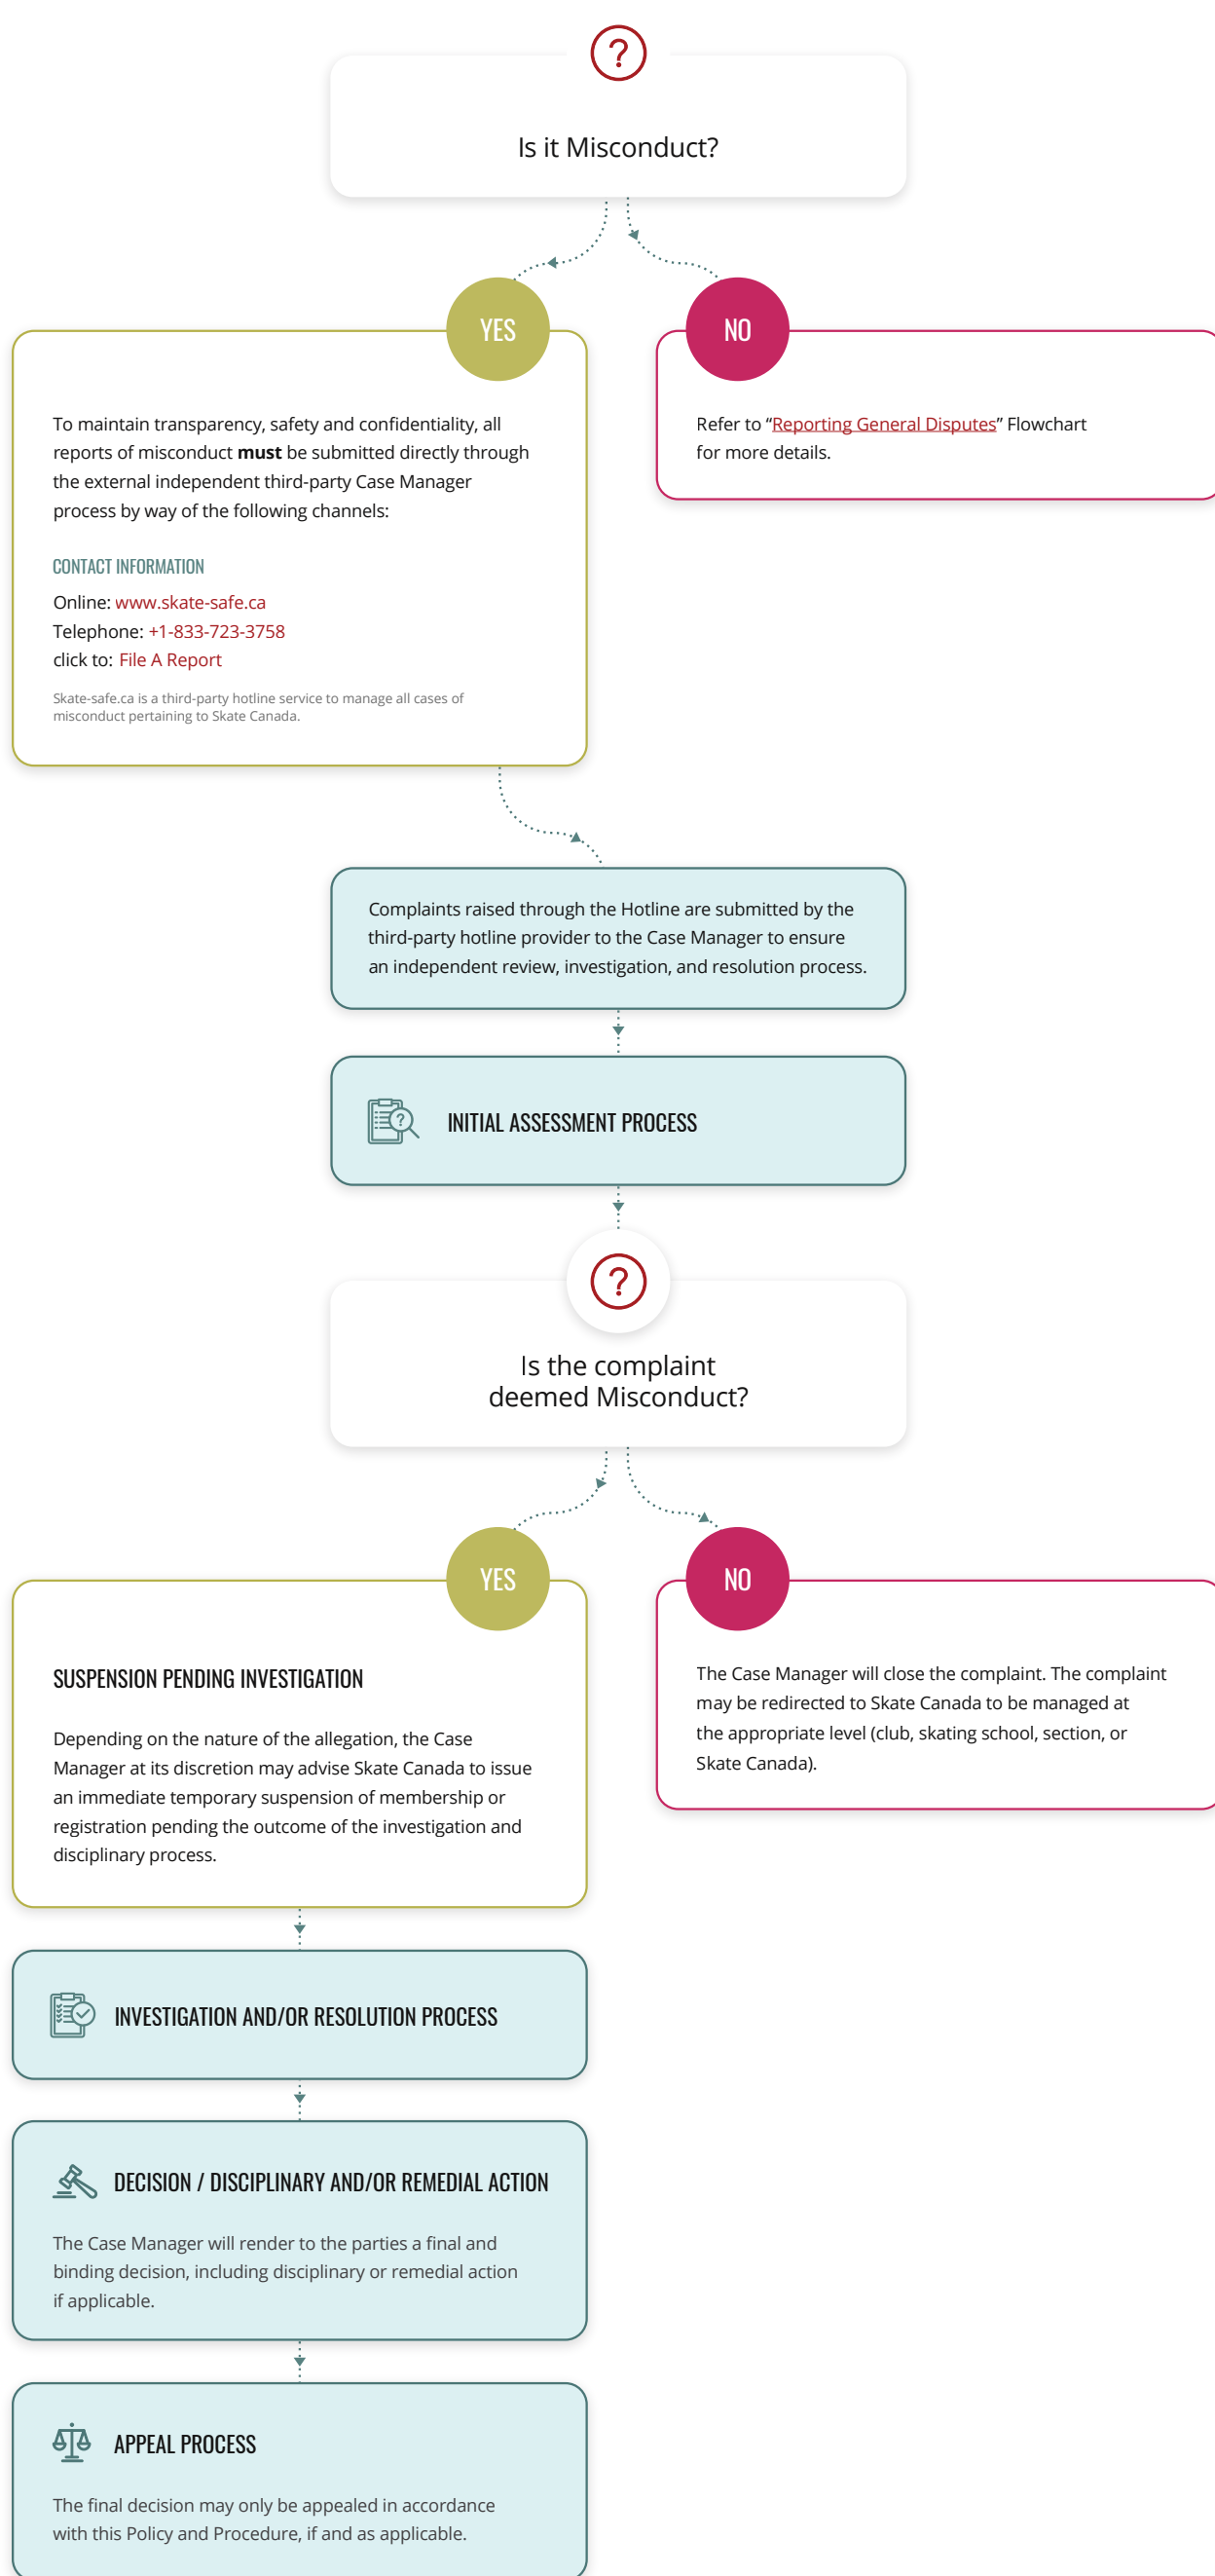 ?
Is it Misconduct?
YES
To maintain transparency, safety and confidentiality, all
reports of misconduct must be submitted directly through
the external independent third-party Case Manager
process by way of the following channels:
CONTACT INFORMATION
Online: www.skate-safe.ca
Telephone: +1-833-723-3758
click to: File A Report
Skate-safe.ca is a third-party hotline service to manage all cases of
misconduct pertaining to Skate Canada.
NO
Refer to “Reporting General Disputes” Flowchart
for more details.
Complaints raised through the Hotline are submitted by the
third-party hotline provider to the Case Manager to ensure
an independent review, investigation, and resolution process.
?
INITIAL ASSESSMENT PROCESS
?
Is the complaint
deemed Misconduct?
YES
SUSPENSION PENDING INVESTIGATION
Depending on the nature of the allegation, the Case
Manager at its discretion may advise Skate Canada to issue
an immediate temporary suspension of membership or
registration pending the outcome of the investigation and
disciplinary process.
NO
The Case Manager will close the complaint. The complaint
may be redirected to Skate Canada to be managed at
the appropriate level (club, skating school, section, or
Skate Canada).
INVESTIGATION AND/OR RESOLUTION PROCESS
DECISION / DISCIPLINARY AND/OR REMEDIAL ACTION
The Case Manager will render to the parties a final and
binding decision, including disciplinary or remedial action
if applicable.
APPEAL PROCESS
The final decision may only be appealed in accordance
with this Policy and Procedure, if and as applicable.